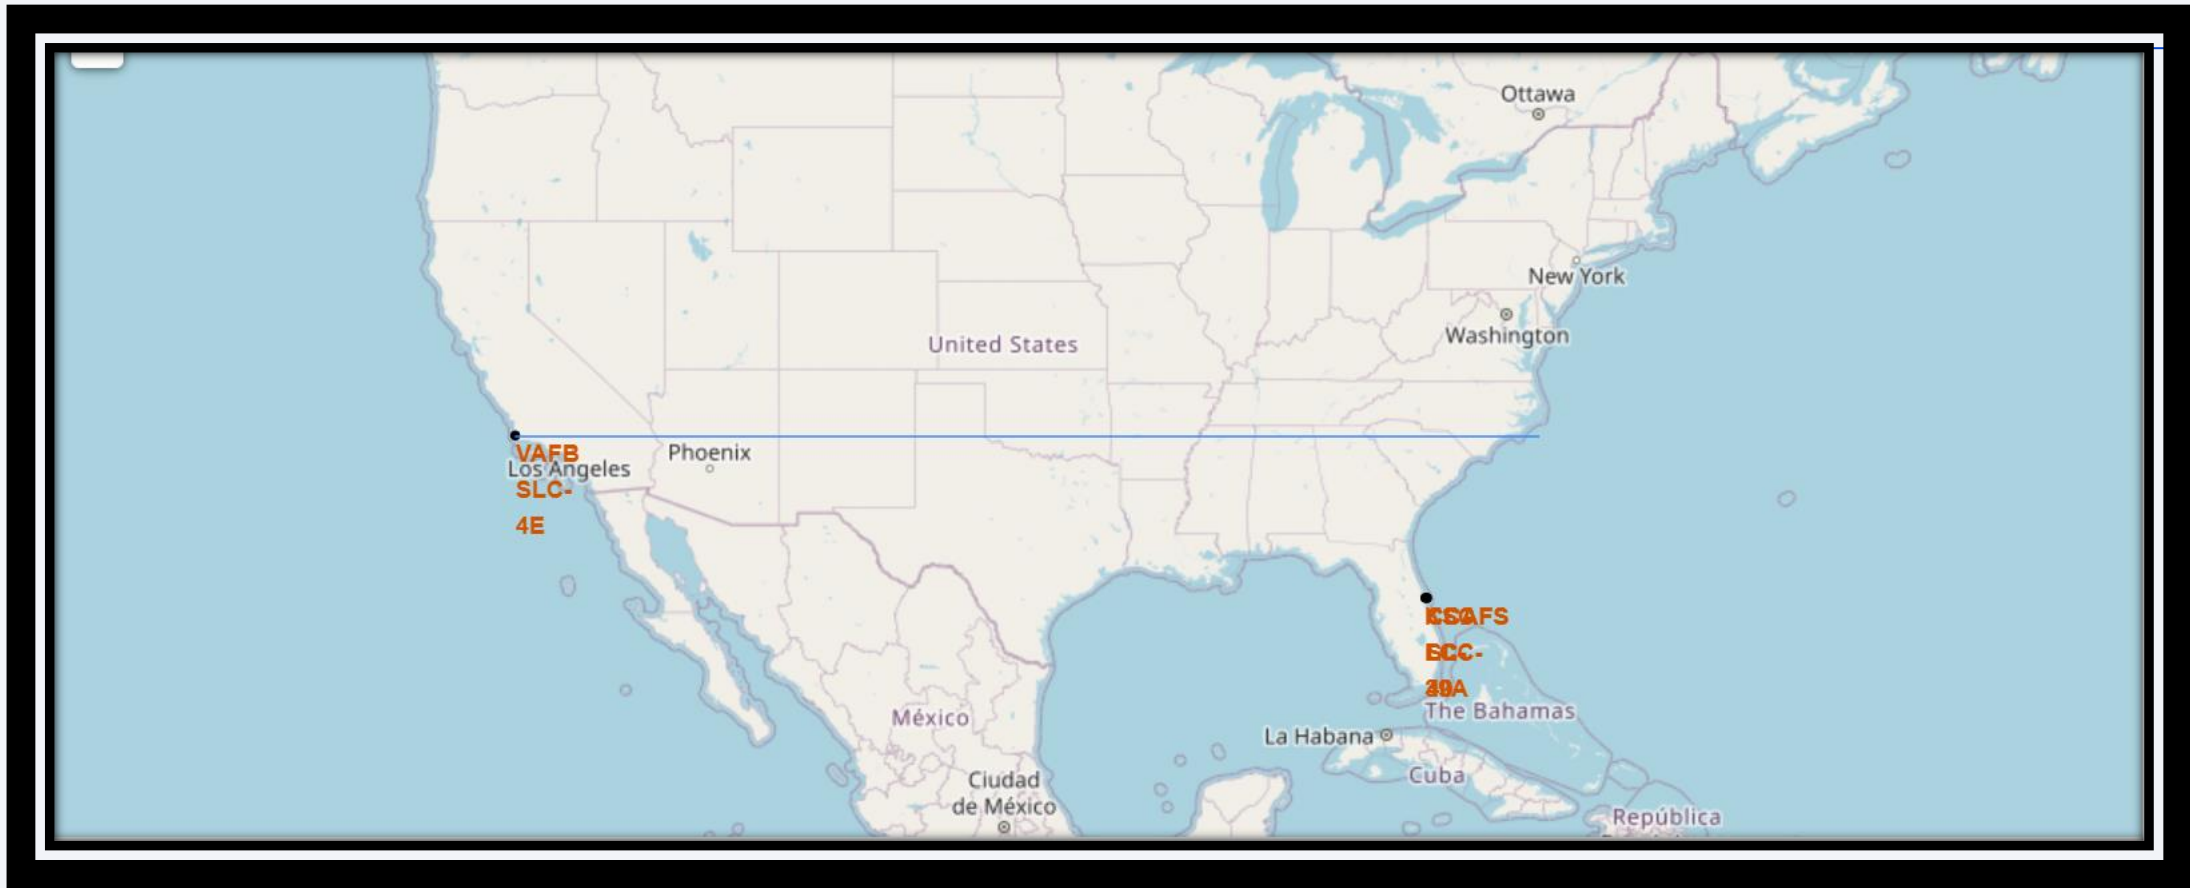 Ottawa
New York
Washington
United States
VAFB
Los Angeles
SLC-
4E
Phoenix
México
Ciudad
de México
La Habana
The Bahamas
Cuba
República